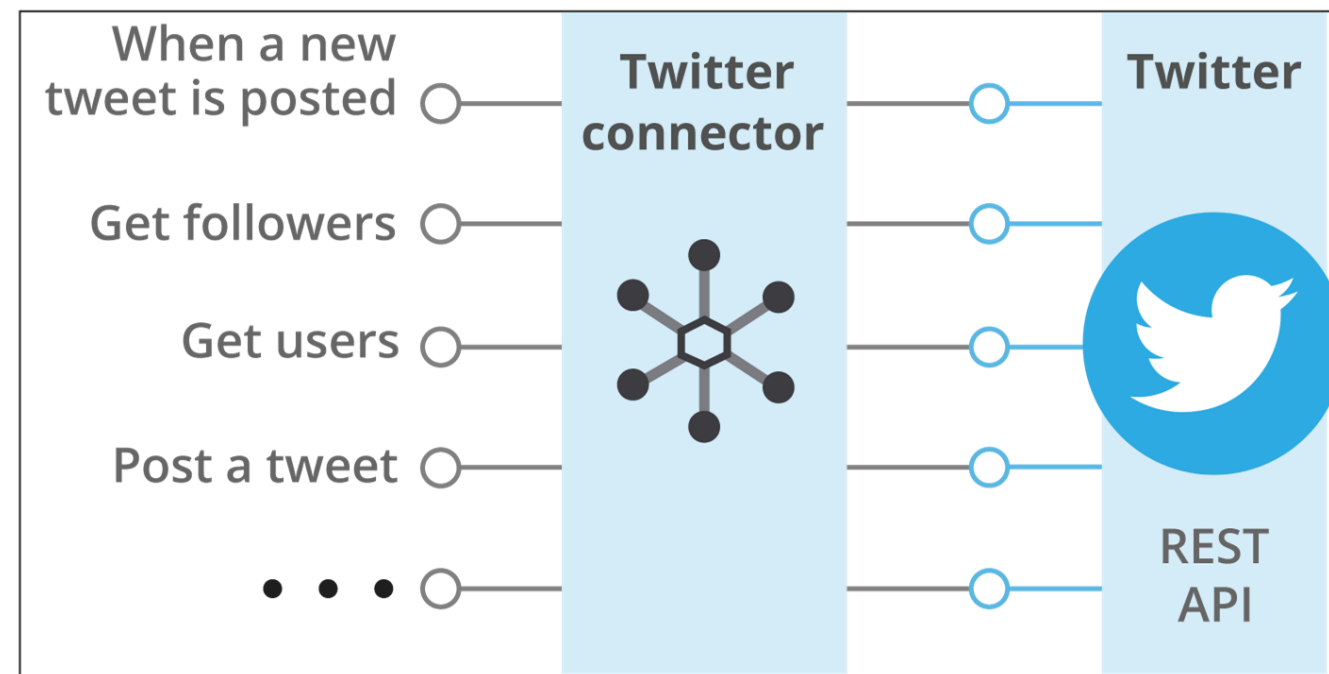 When a new
tweet is posted
Get followers
Get users
Post a tweet
• • •
Twitter
connector
Twitter
REST
API